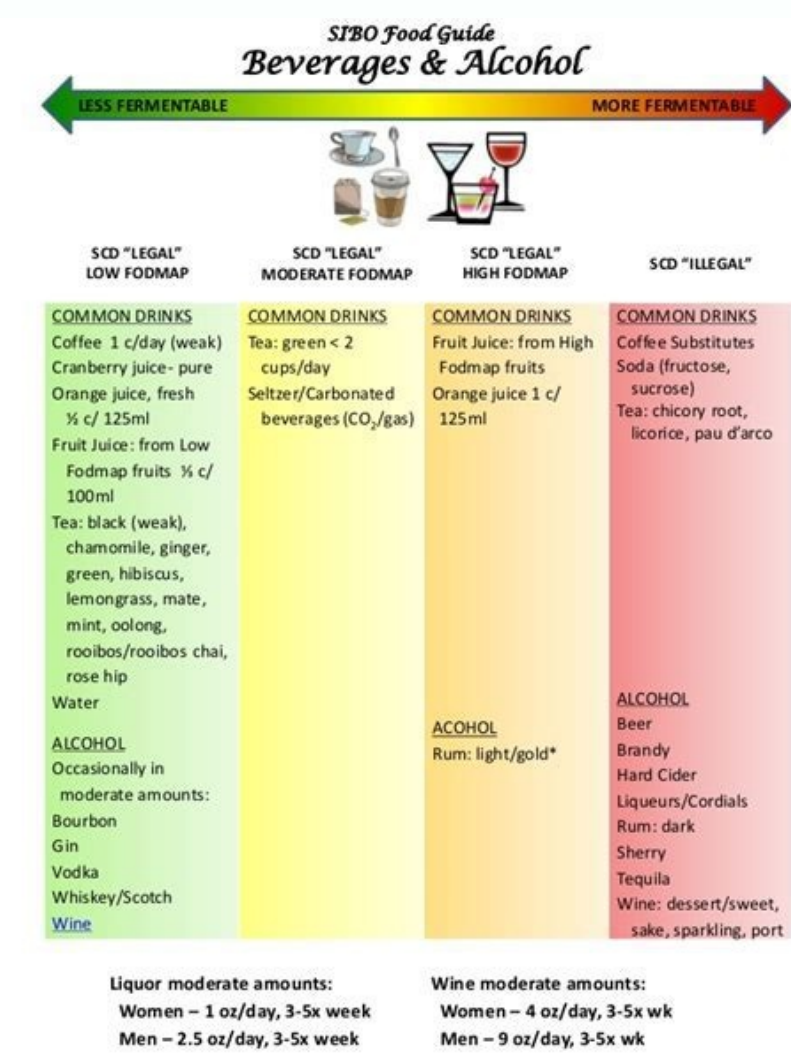 SIBO Food Guide
Beverages & Alcohol
LESS FERMENTABLE
MORE FERMENTABLE
SCD "LEGAL"
LOW FODMAP
SCD "LEGAL"
MODERATE FODMAP
SCD "LEGAL"
HIGH FODMAP
SCD "ILLEGAL"
COMMON DRINKS
Coffee 1 c/day (weak)
Cranberry juice- pure
Orange juice, fresh
½ c/ 125ml
Fruit Juice: from Low
Fodmap fruits ⅓ c/
100ml
Tea: black (weak),
chamomile, ginger,
green, hibiscus,
lemongrass, mate,
mint, oolong,
rooibos/rooibos chai,
rose hip
Water
ALCOHOL
Occasionally in
moderate amounts:
Bourbon
Gin
Vodka
Whiskey/Scotch
Wine
COMMON DRINKS
Tea: green < 2
cups/day
Seltzer/Carbonated
beverages (CO₂/gas)
COMMON DRINKS
Fruit Juice: from High
Fodmap fruits
Orange juice 1 c/
125ml
ACOHOL
Rum: light/gold*
COMMON DRINKS
Coffee Substitutes
Soda (fructose,
sucrose)
Tea: chicory root,
licorice, pau d'arco
ALCOHOL
Beer
Brandy
Hard Cider
Liqueurs/Cordials
Rum: dark
Sherry
Tequila
Wine: dessert/sweet,
sake, sparkling, port
Liquor moderate amounts:
Women – 1 oz/day, 3-5x week
Men – 2.5 oz/day, 3-5x week
Wine moderate amounts:
Women – 4 oz/day, 3-5x wk
Men – 9 oz/day, 3-5x wk